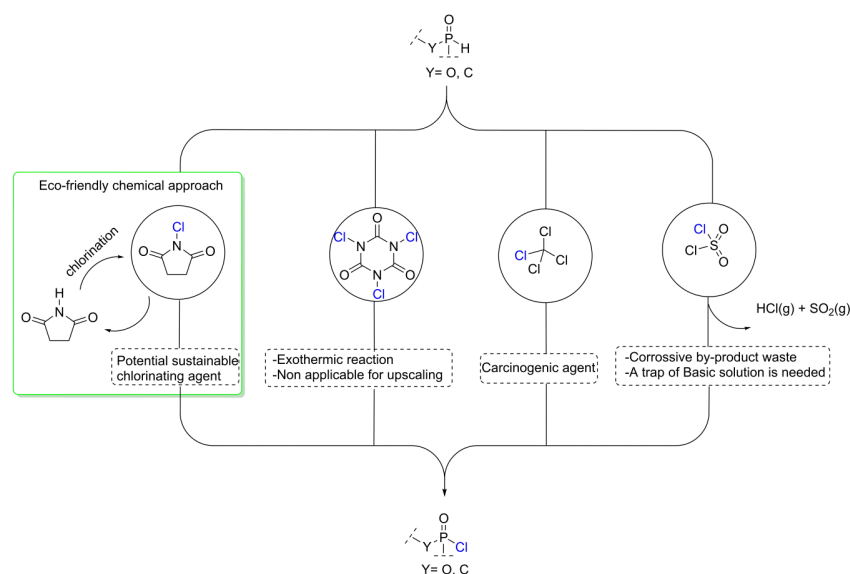 O
Y P H
Y= O, C
Eco-friendly chemical approach
chlorination
Cl
N
O O
H
N
O O
Potential sustainable
chlorinating agent
O
Cl N N Cl
O N O
Cl
-Exothermic reaction
-Non applicable for upscaling
Cl
Cl Cl
Cl
Carcinogenic agent
Cl O
Cl S O
HCl(g) + SO2(g)
-Corrossive by-product waste
-A trap of Basic solution is needed
O
Y P Cl
Y= O, C